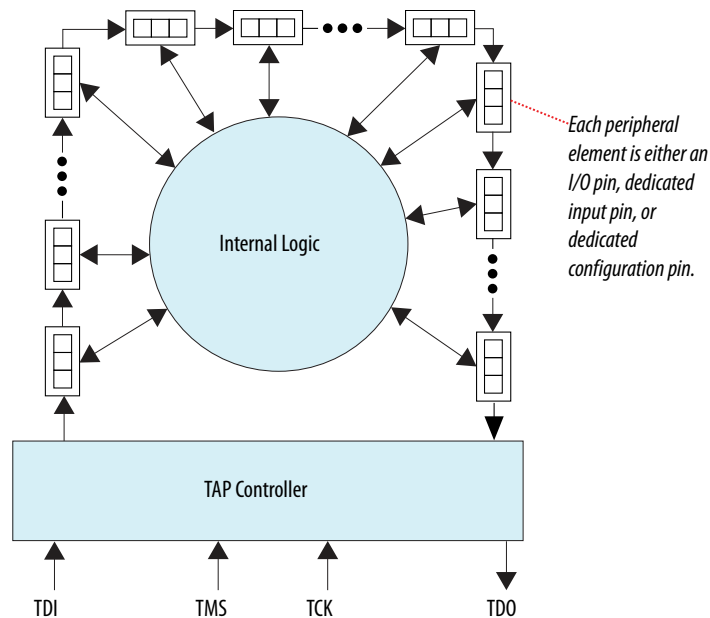 Each peripheral
element is either an
I/O pin, dedicated
input pin, or
dedicated
configuration pin.
Internal Logic
TAP Controller
TDI
TMS
TCK
TDO